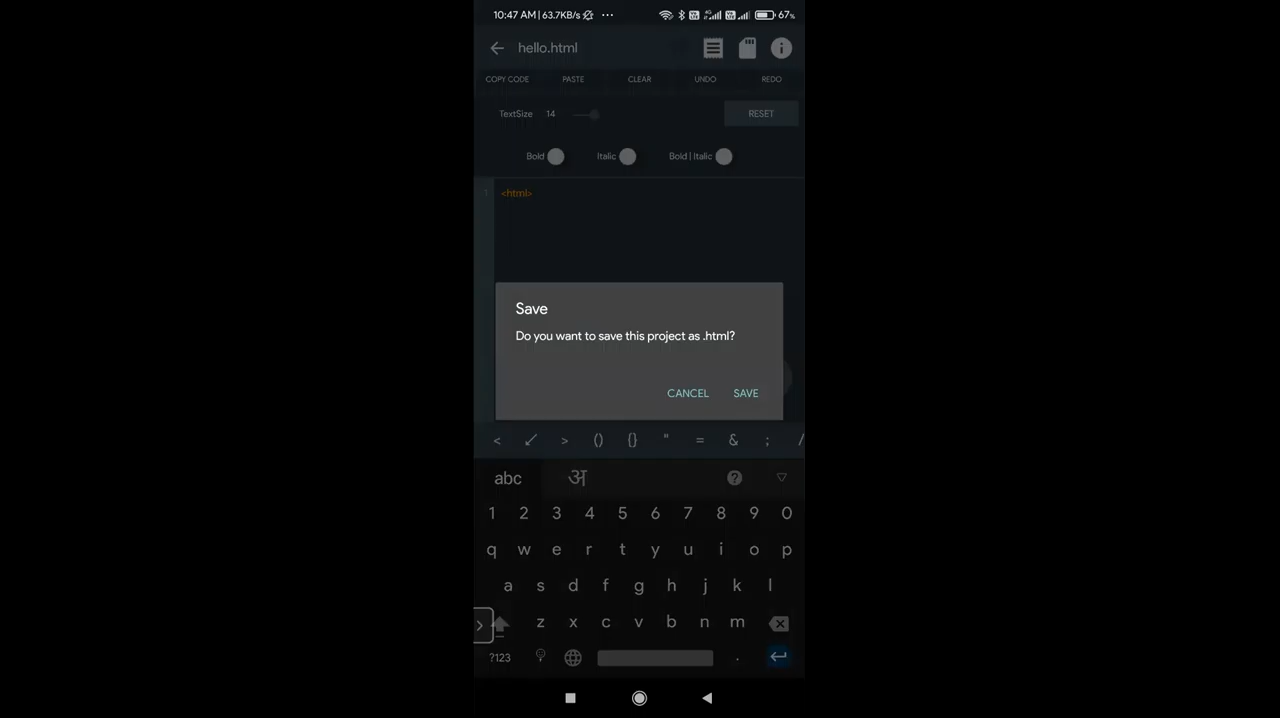 10:47 AM | 63.7KB/s ... 67%
hello.html
COPY CODE PASTE CLEAR UNDO REDO
TextSize 14 RESET
Bold Italic Bold | Italic
1 <html>
Save
Do you want to save this project as .html?
CANCEL SAVE
< > () {} " = & ; /
abc अ ?
1 2 3 4 5 6 7 8 9 0
q w e r t y u i o p
a s d f g h j k l
> z x c v b n m
?123 .